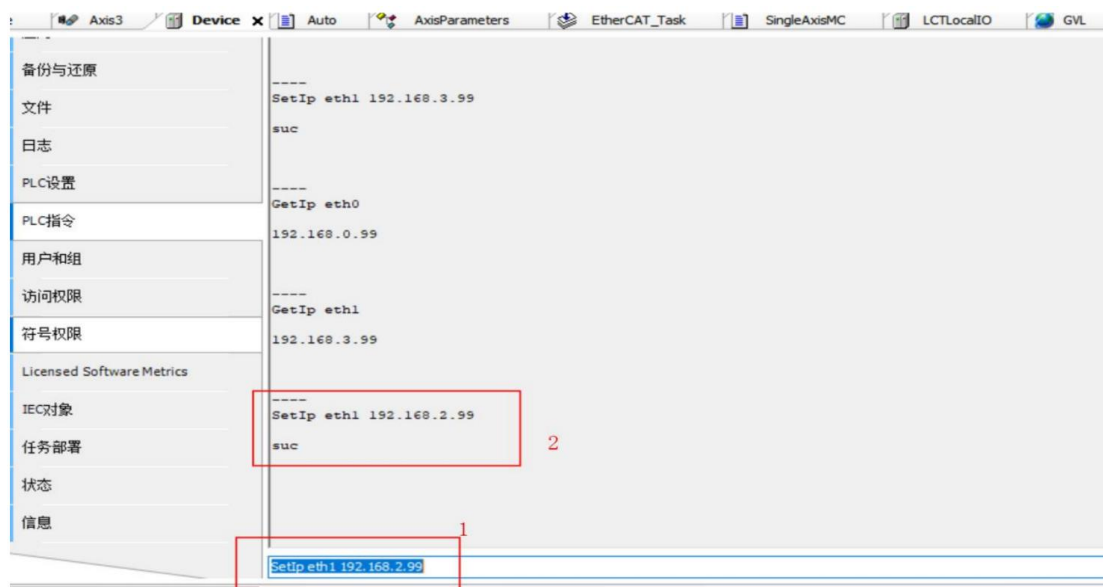 Axis3 Device Auto AxisParameters EtherCAT_Task SingleAxisMC LCTLocalIO GVL
备份与还原
文件
日志
PLC设置
PLC指令
用户和组
访问权限
符号权限
Licensed Software Metrics
IEC对象
任务部署
状态
信息
----
SetIp eth1 192.168.3.99
suc
----
GetIp eth0
192.168.0.99
----
GetIp eth1
192.168.3.99
----
SetIp eth1 192.168.2.99
suc
2
1
SetIp eth1 192.168.2.99